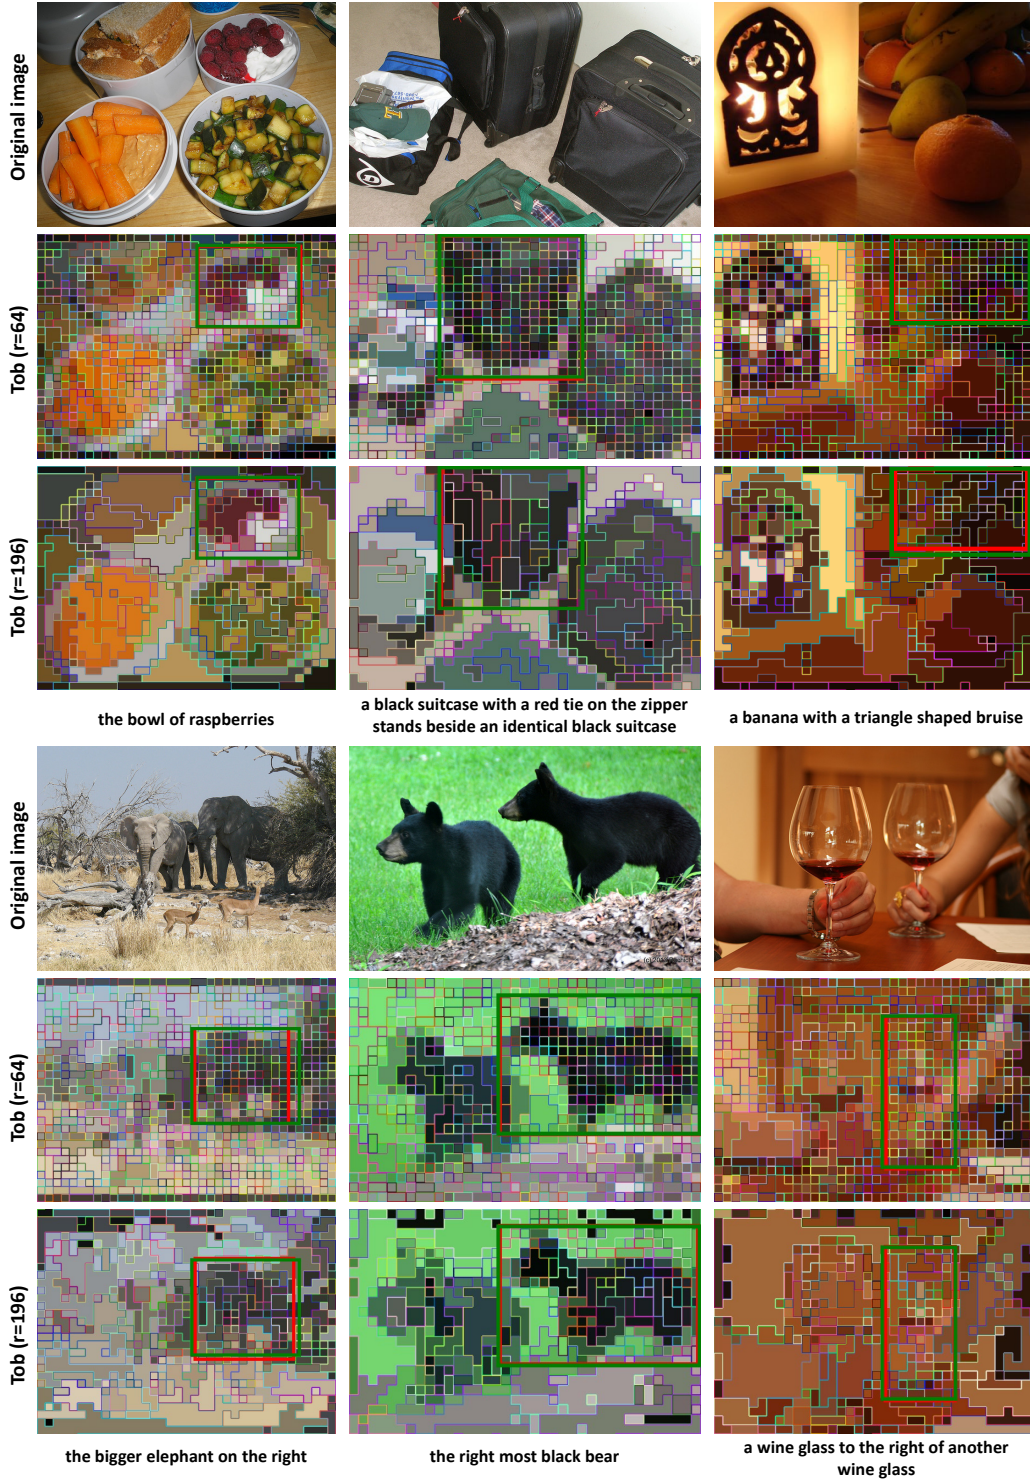 Original image
Tob (r=64)
Tob (r=196)
the bowl of raspberries
a black suitcase with a red tie on the zipper
stands beside an identical black suitcase
a banana with a triangle shaped bruise
Original image
Tob (r=64)
Tob (r=196)
the bigger elephant on the right
the right most black bear
a wine glass to the right of another
wine glass